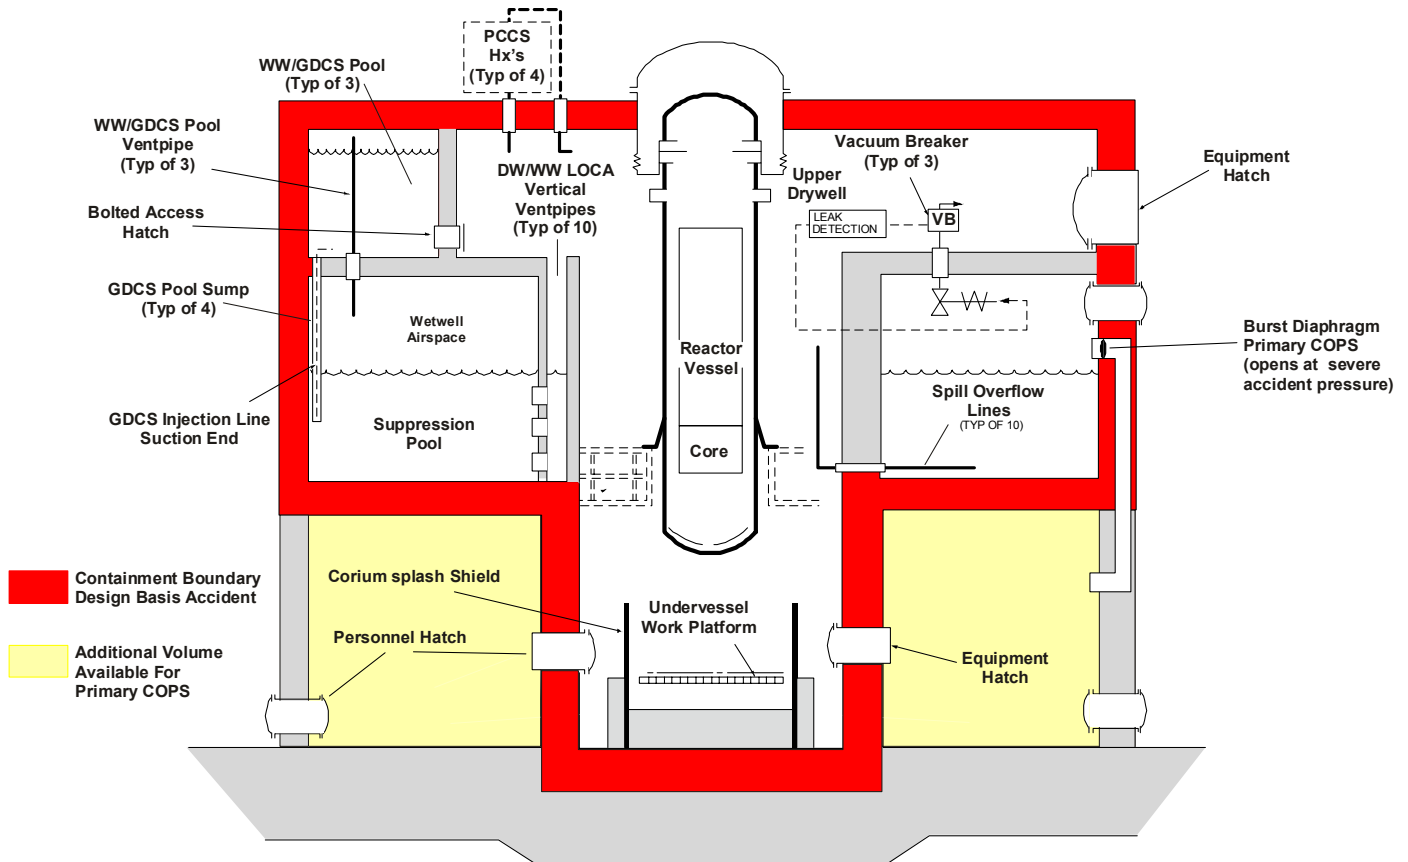 PCCS
Hx's
(Typ of 4)
WW/GDCS Pool
(Typ of 3)
WW/GDCS Pool
Ventpipe
(Typ of 3)
Bolted Access
Hatch
GDCS Pool Sump
(Typ of 4)
GDCS Injection Line
Suction End
DW/WW LOCA
Vertical
Ventpipes
(Typ of 10)
Wetwell
Airspace
Suppression
Pool
Reactor
Vessel
Core
Upper
Drywell
Vacuum Breaker
(Typ of 3)
LEAK
DETECTION
VB
Equipment
Hatch
Burst Diaphragm
Primary COPS
(opens at severe
accident pressure)
Spill Overflow
Lines
(TYP OF 10)
Containment Boundary
Design Basis Accident
Additional Volume
Available For
Primary COPS
Corium splash Shield
Personnel Hatch
Undervessel
Work Platform
Equipment
Hatch